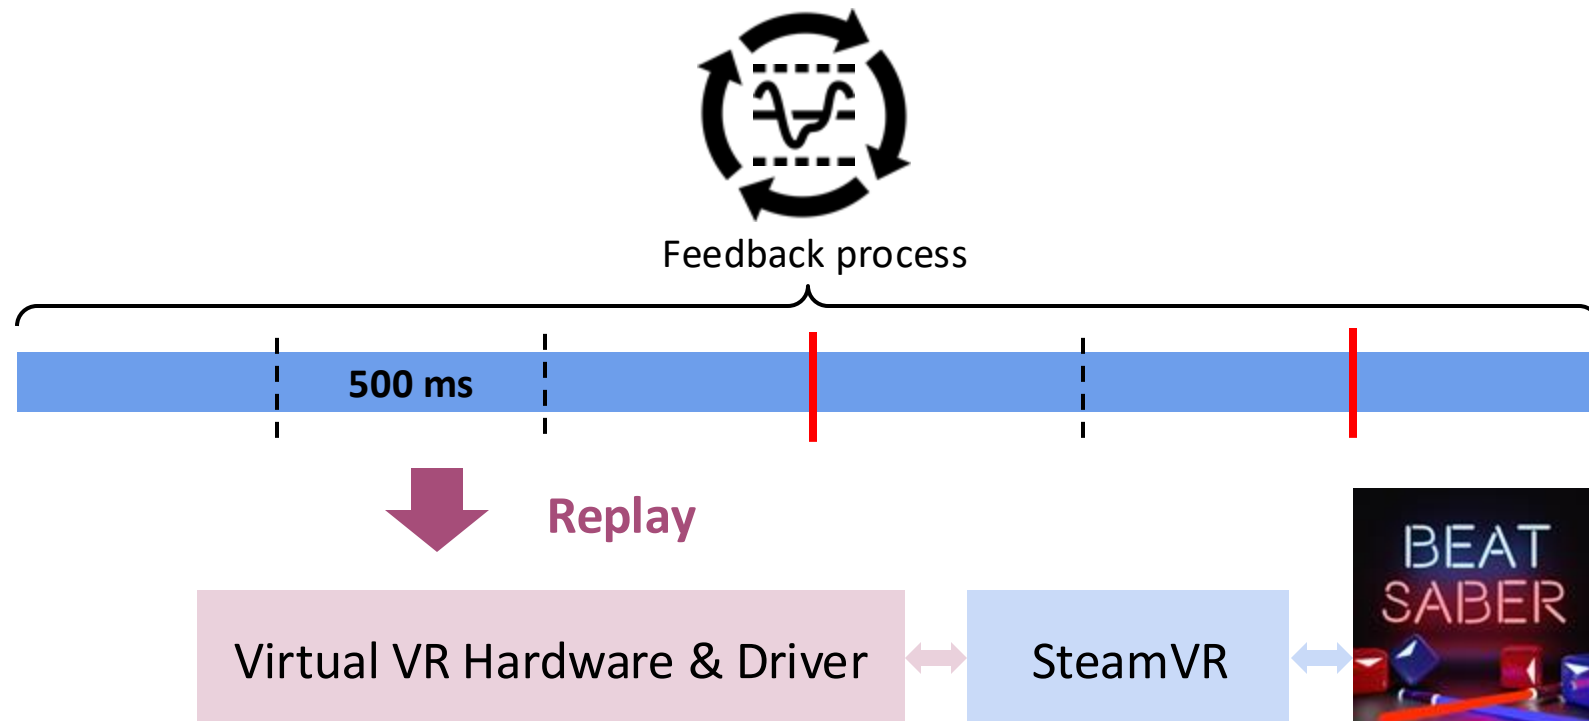 Feedback process
500 ms
Replay
Virtual VR Hardware & Driver
SteamVR
BEAT
SABER